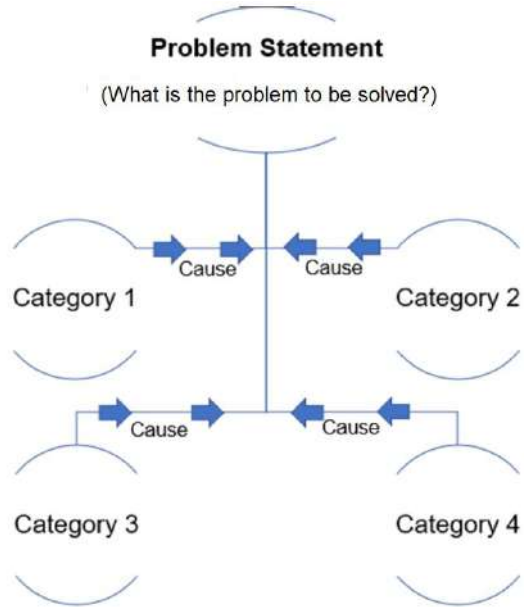 Problem Statement
(What is the problem to be solved?)
Cause
Cause
Category 1
Category 2
Cause
Cause
Category 3
Category 4